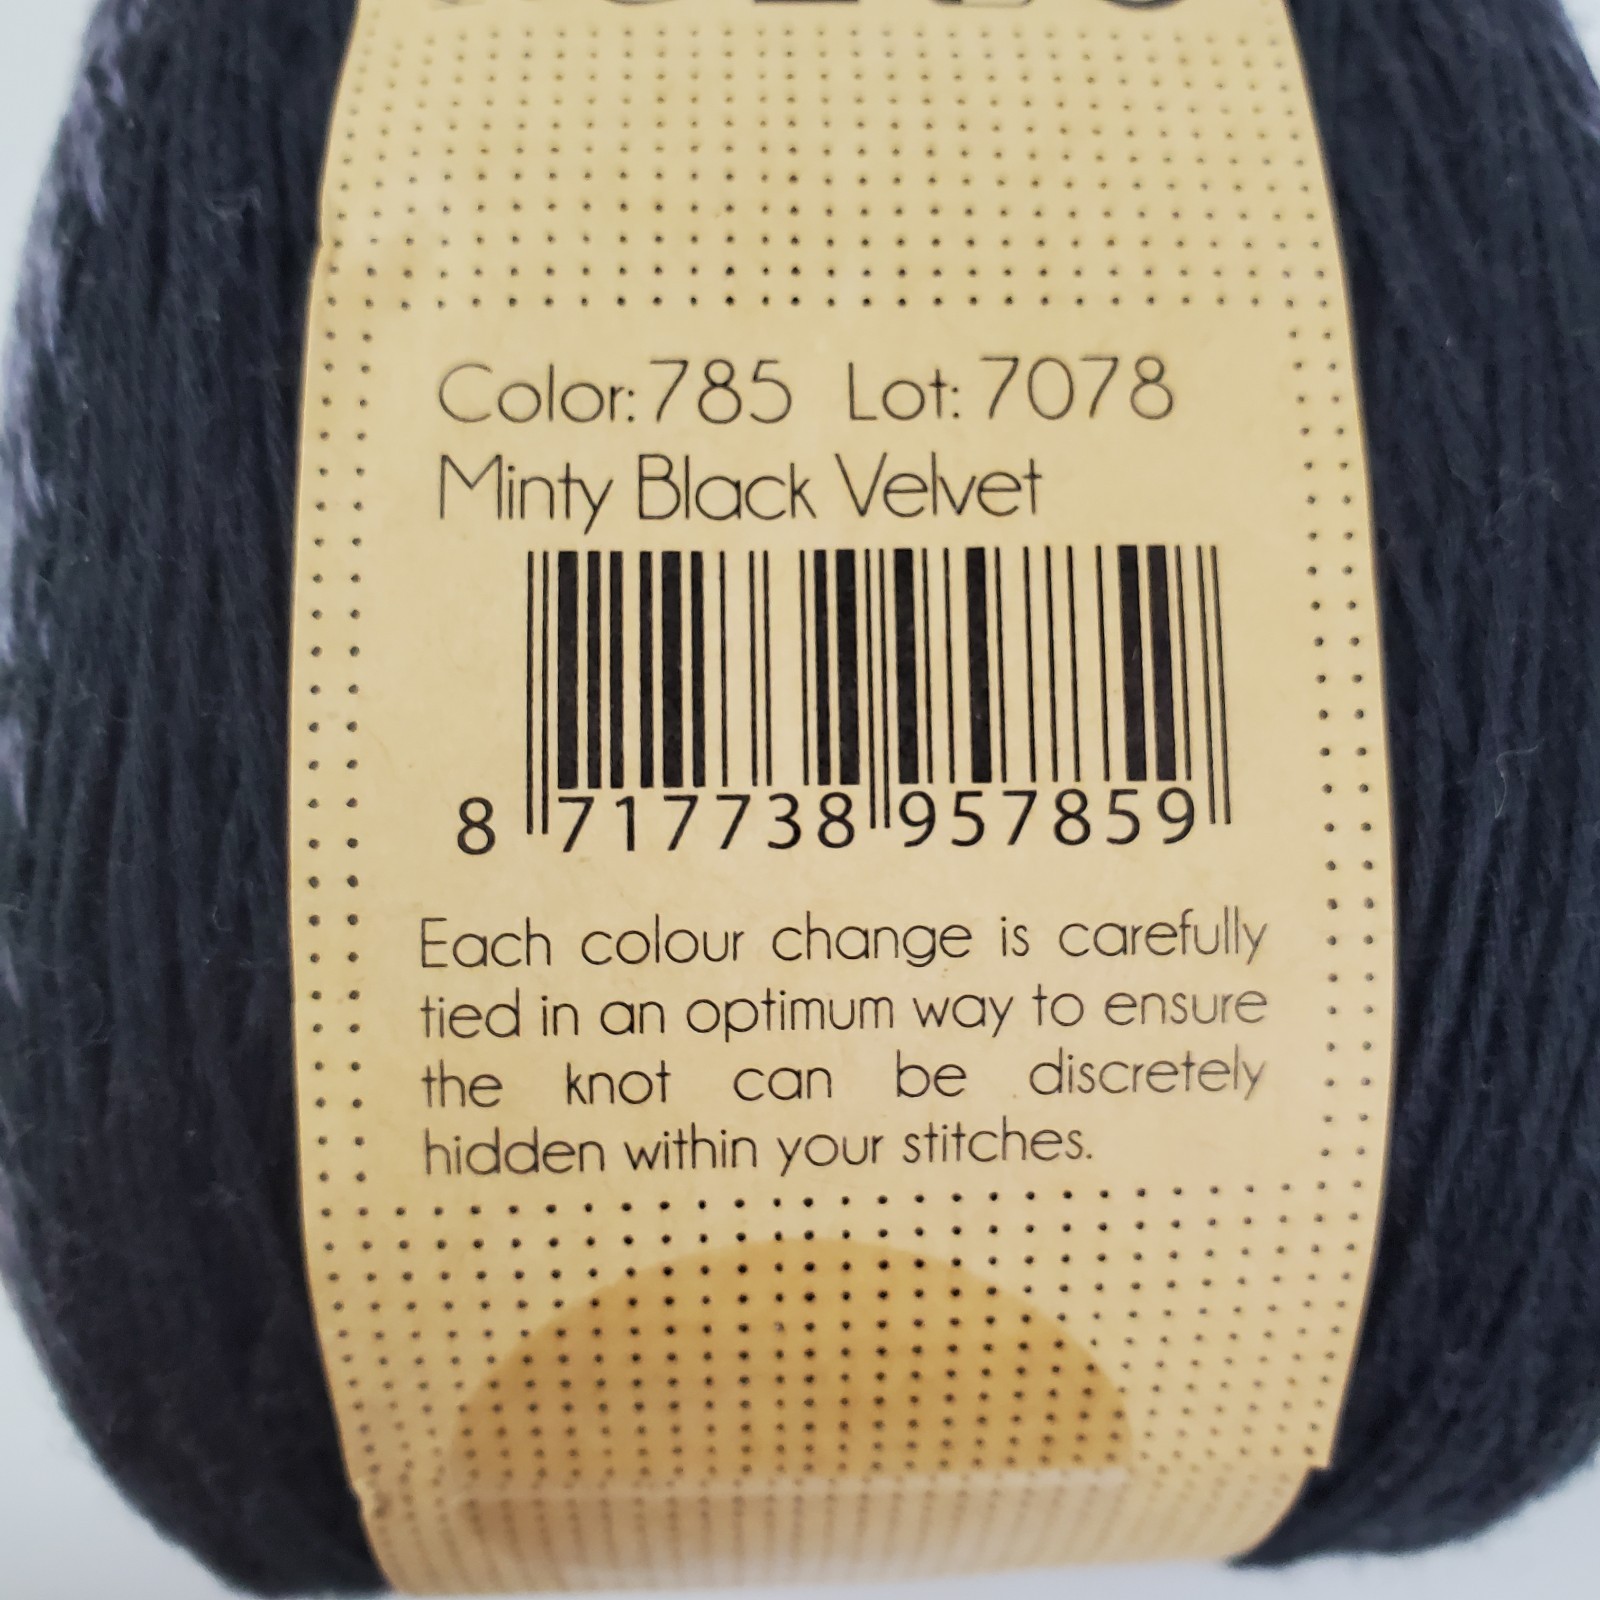 Color: 785 Lot: 7078
Minty Black Velvet
8 717738 957859
Each colour change is carefully
tied in an optimum way to ensure
the knot can be discretely
hidden within your stitches.